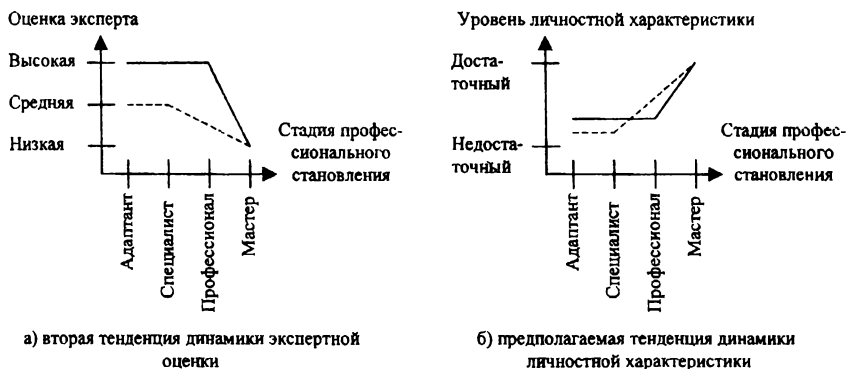 Оценка эксперта
Высокая
Средняя
Низкая
Стадия профес-
сионального
становления
Адаптант
Специалист
Профессионал
Мастер
а) вторая тенденция динамики экспертной
оценки
Уровень личностной характеристики
Доста-
точный
Недоста-
точный
Стадия профес-
сионального
становления
Адаптант
Специалист
Профессионал
Мастер
б) предполагаемая тенденция динамики
личностной характеристики